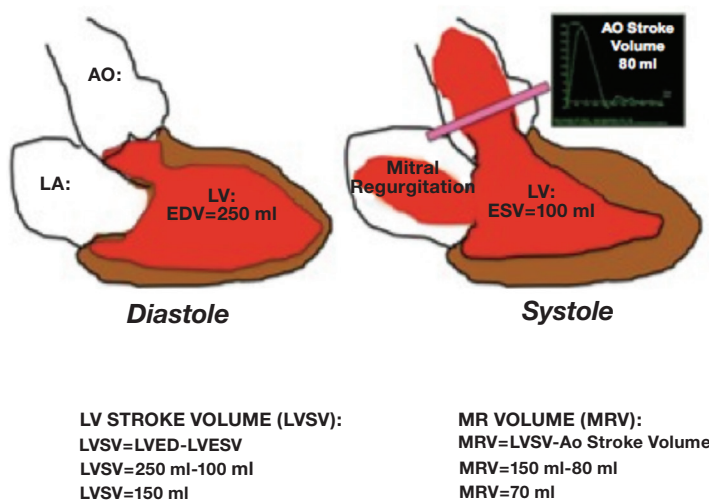 AO:
LA:
LV:
EDV=250 ml
Diastole
AO Stroke
Volume
80 ml
Mitral
Regurgitation
LV:
ESV=100 ml
Systole
LV STROKE VOLUME (LVSV):
LVSV=LVED-LVESV
LVSV=250 ml-100 ml
LVSV=150 ml
MR VOLUME (MRV):
MRV=LVSV-Ao Stroke Volume
MRV=150 ml-80 ml
MRV=70 ml